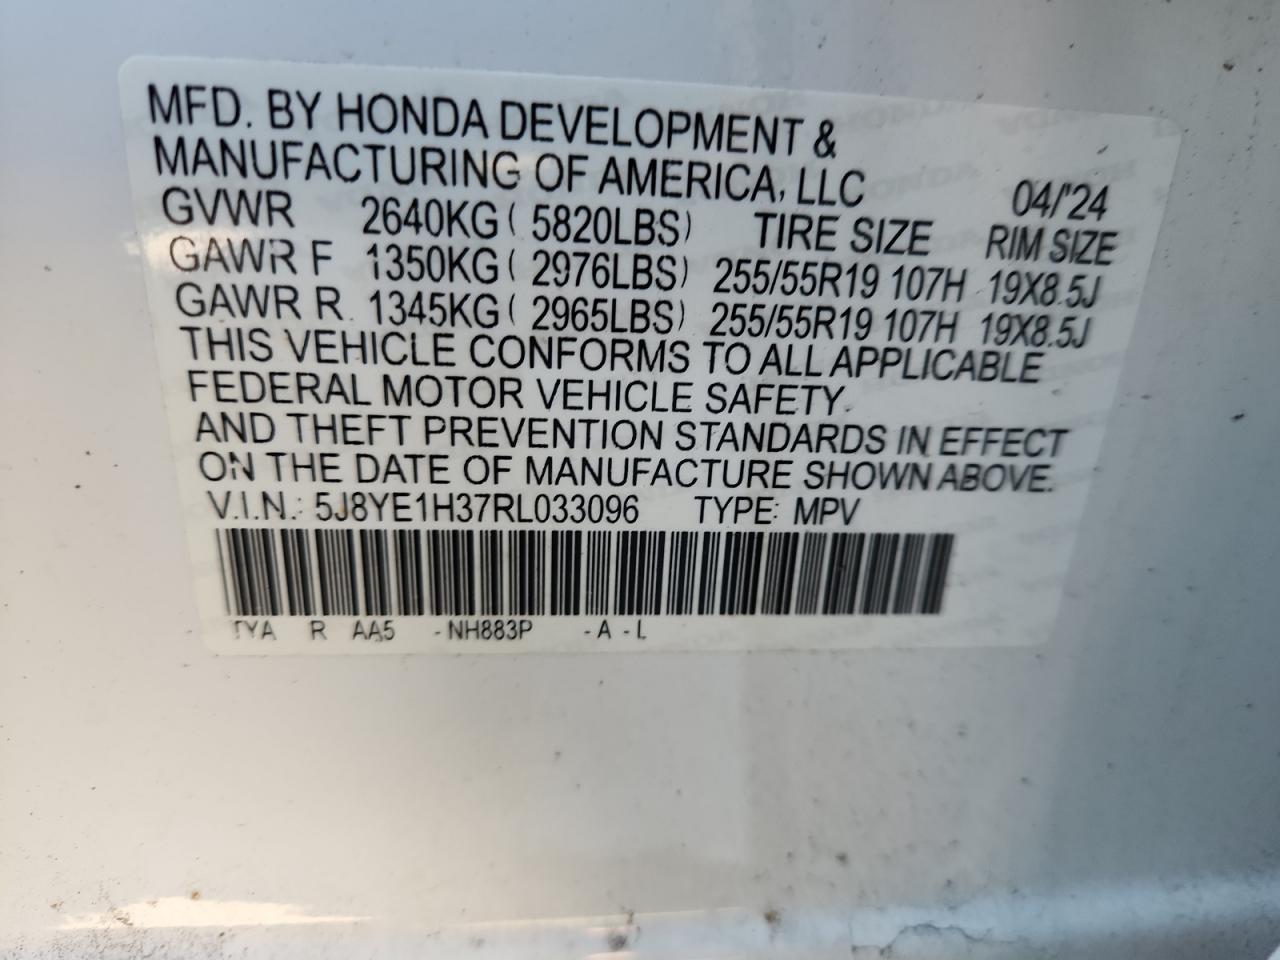 MFD. BY HONDA DEVELOPMENT &
MANUFACTURING OF AMERICA, LLC 04/'24
GVWR 2640KG ( 5820LBS) TIRE SIZE RIM SIZE
GAWR F 1350KG ( 2976LBS) 255/55R19 107H 19X8.5J
GAWR R 1345KG ( 2965LBS) 255/55R19 107H 19X8.5J
THIS VEHICLE CONFORMS TO ALL APPLICABLE
FEDERAL MOTOR VEHICLE SAFETY
AND THEFT PREVENTION STANDARDS IN EFFECT
ON THE DATE OF MANUFACTURE SHOWN ABOVE.
V.I.N.: 5J8YE1H37RL033096 TYPE: MPV
TYA R AA5 -NH883P -A -L